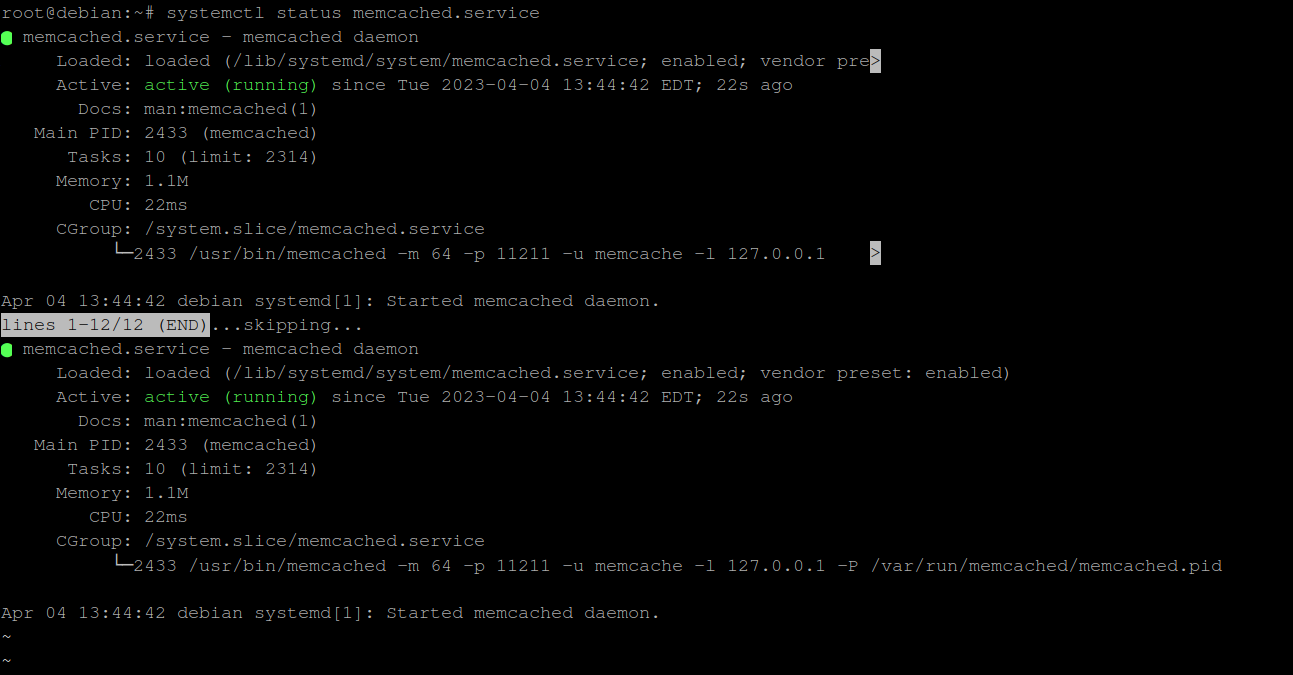 root@debian:~# systemctl status memcached.service
● memcached.service - memcached daemon
     Loaded: loaded (/lib/systemd/system/memcached.service; enabled; vendor pre>
     Active: active (running) since Tue 2023-04-04 13:44:42 EDT; 22s ago
       Docs: man:memcached(1)
   Main PID: 2433 (memcached)
      Tasks: 10 (limit: 2314)
     Memory: 1.1M
        CPU: 22ms
     CGroup: /system.slice/memcached.service
          └─2433 /usr/bin/memcached -m 64 -p 11211 -u memcache -l 127.0.0.1    >

Apr 04 13:44:42 debian systemd[1]: Started memcached daemon.
lines 1-12/12 (END)...skipping...
● memcached.service - memcached daemon
     Loaded: loaded (/lib/systemd/system/memcached.service; enabled; vendor preset: enabled)
     Active: active (running) since Tue 2023-04-04 13:44:42 EDT; 22s ago
       Docs: man:memcached(1)
   Main PID: 2433 (memcached)
      Tasks: 10 (limit: 2314)
     Memory: 1.1M
        CPU: 22ms
     CGroup: /system.slice/memcached.service
          └─2433 /usr/bin/memcached -m 64 -p 11211 -u memcache -l 127.0.0.1 -P /var/run/memcached/memcached.pid

Apr 04 13:44:42 debian systemd[1]: Started memcached daemon.
~
~